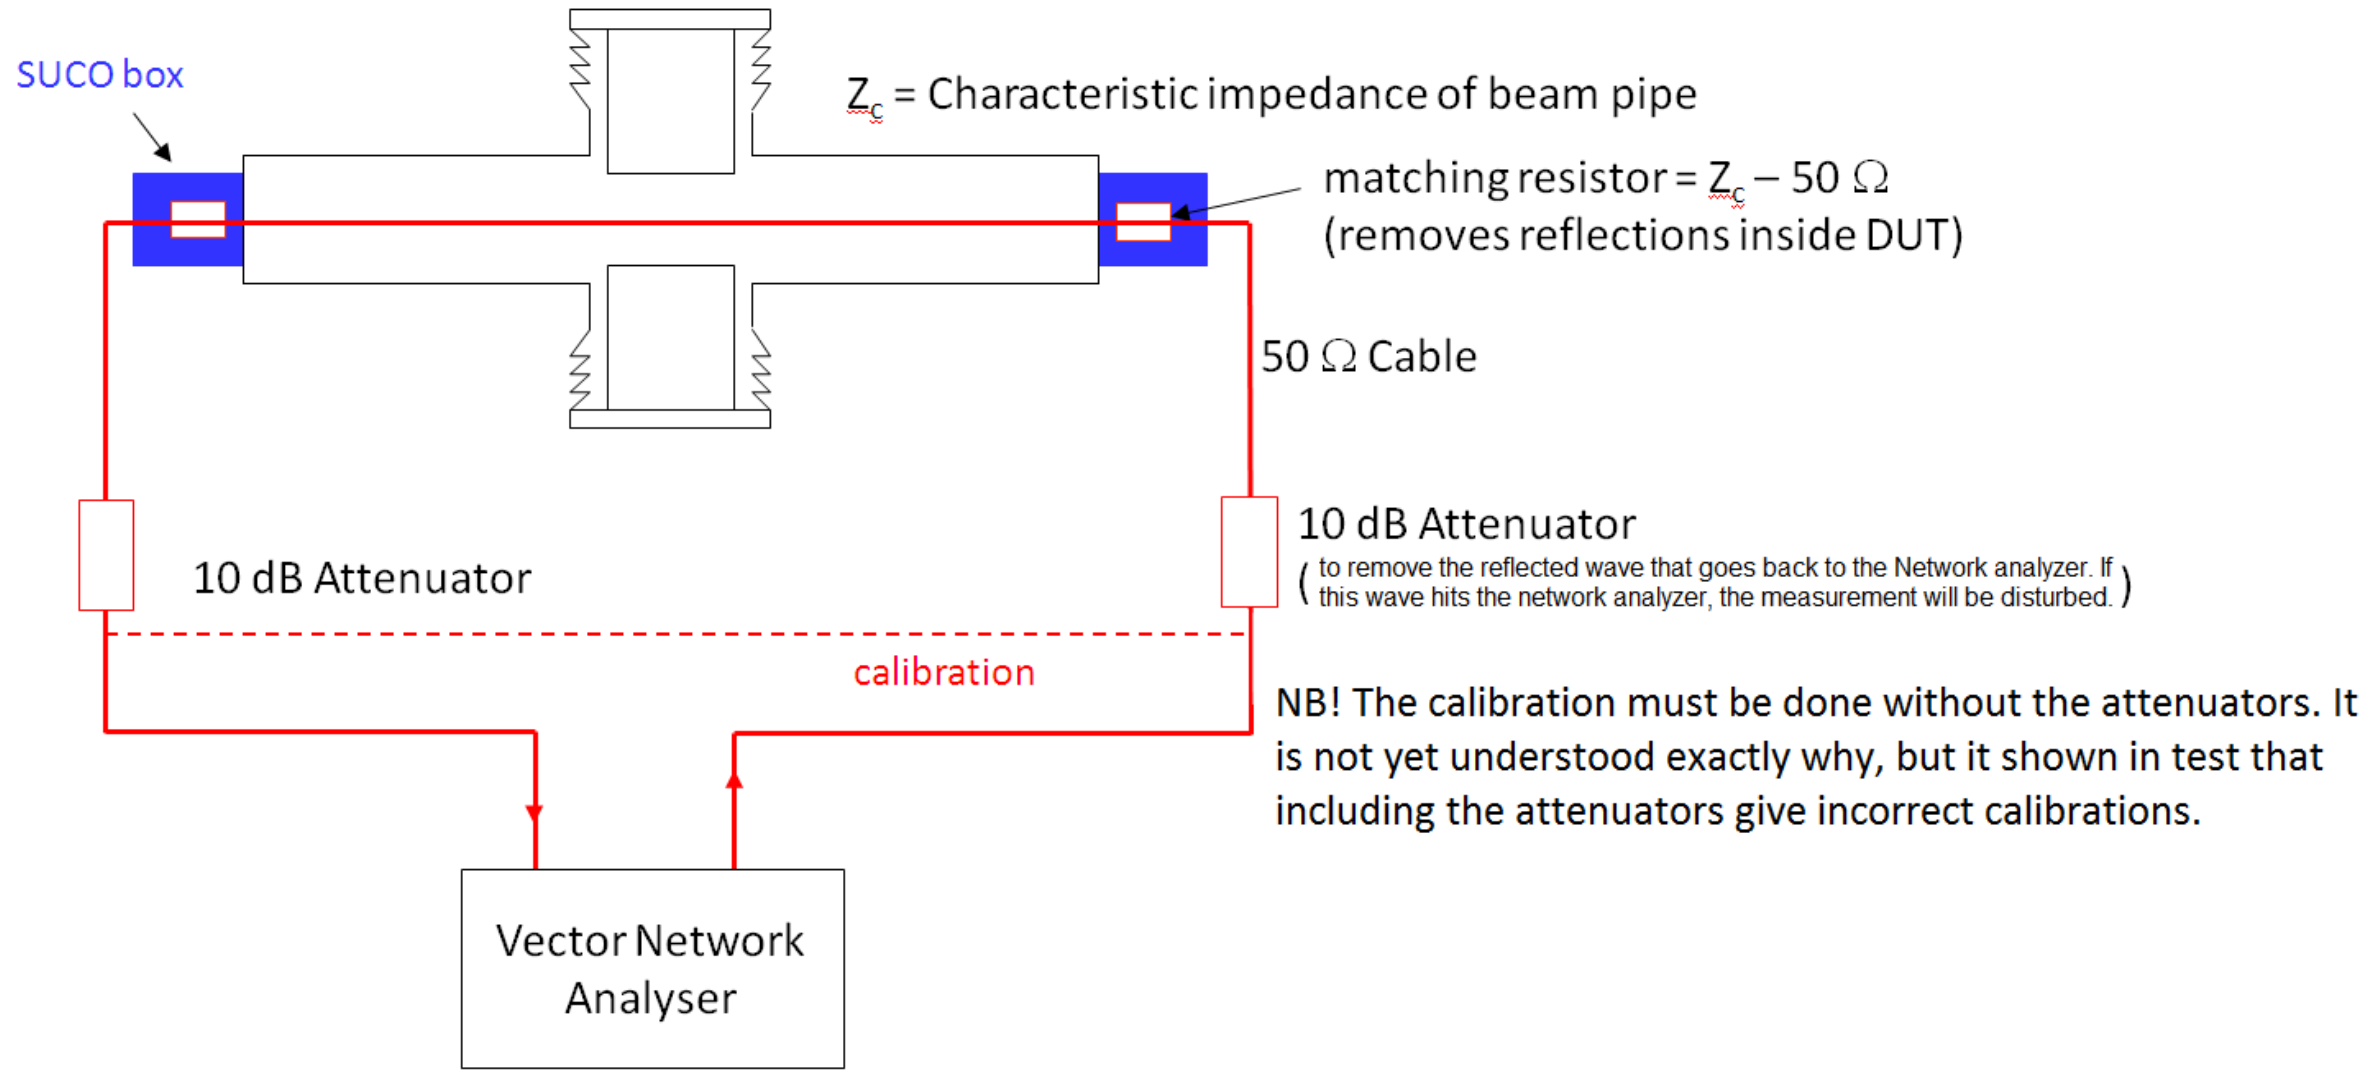 SUCO box
Z_c = Characteristic impedance of beam pipe
matching resistor = Z_c – 50 Ω
(removes reflections inside DUT)
50 Ω Cable
10 dB Attenuator
10 dB Attenuator
( to remove the reflected wave that goes back to the Network analyzer. If
this wave hits the network analyzer, the measurement will be disturbed. )
calibration
NB! The calibration must be done without the attenuators. It
is not yet understood exactly why, but it shown in test that
including the attenuators give incorrect calibrations.
Vector Network
Analyser